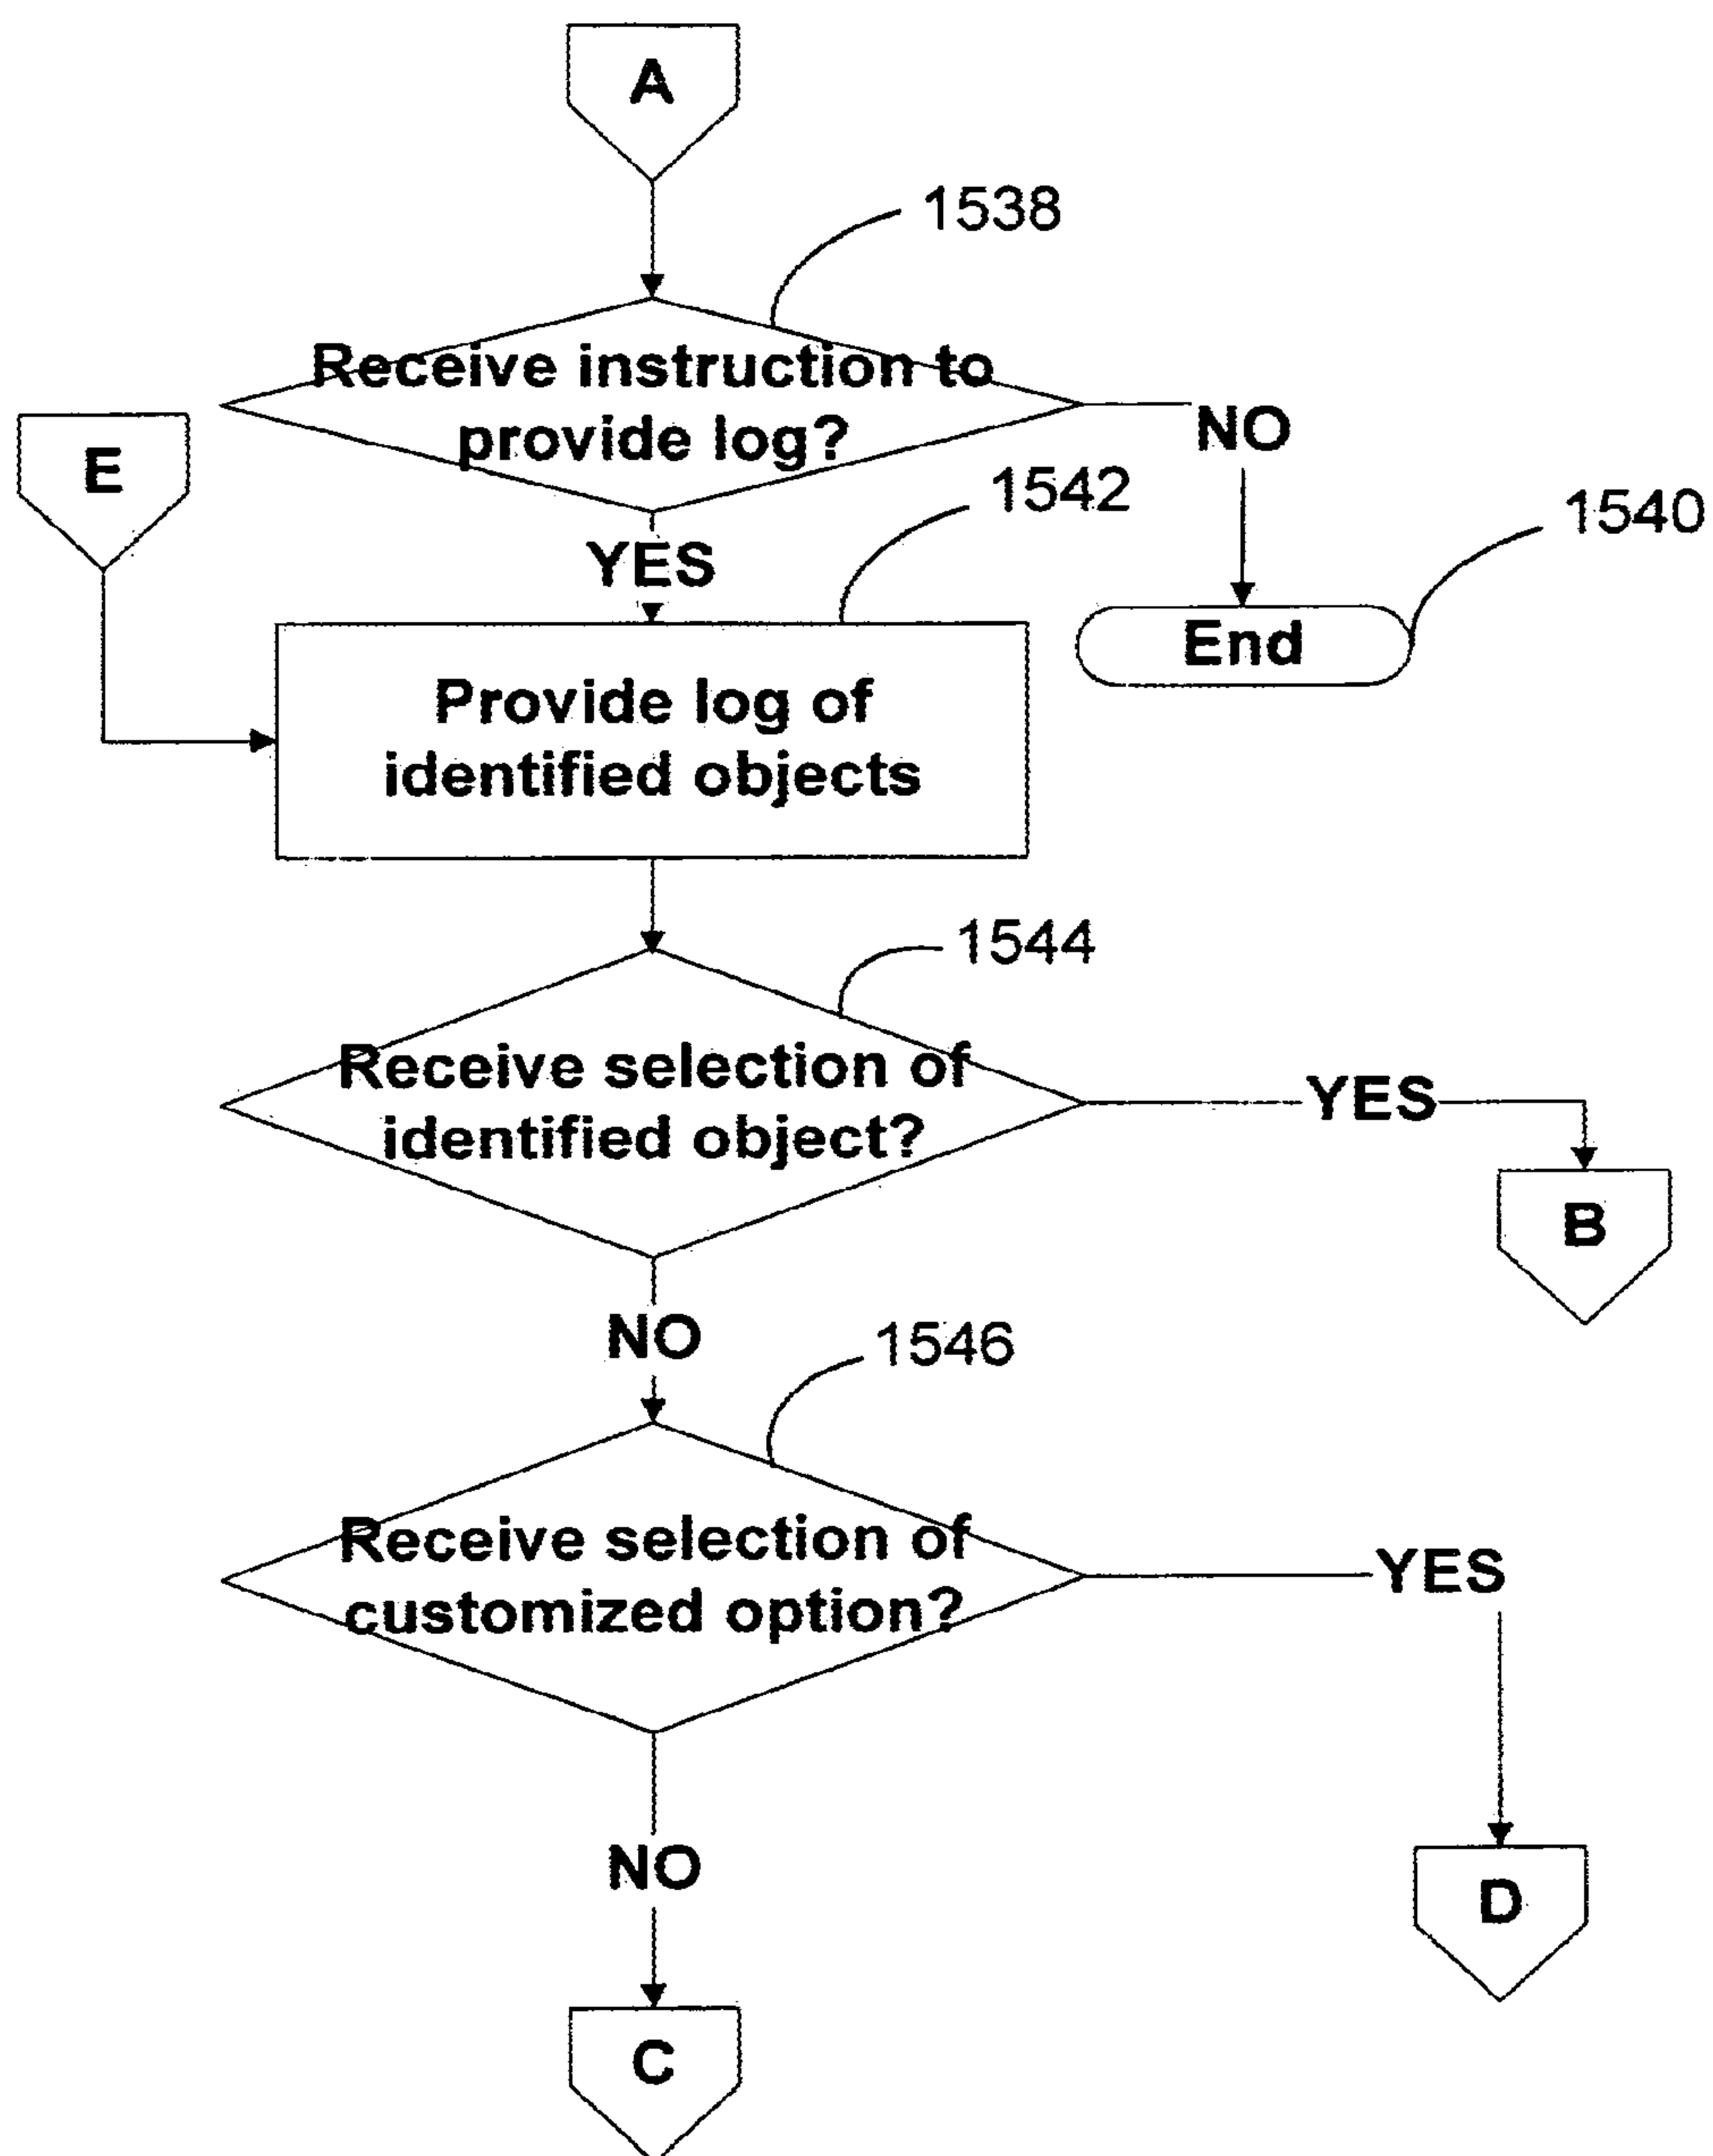 A
1538
Receive instruction to
provide log?
NO
E
1542
1540
YES
End
Provide log of
identified objects
1544
Receive selection of
identified object?
YES
B
NO
1546
Receive selection of
customized option?
YES
NO
D
C